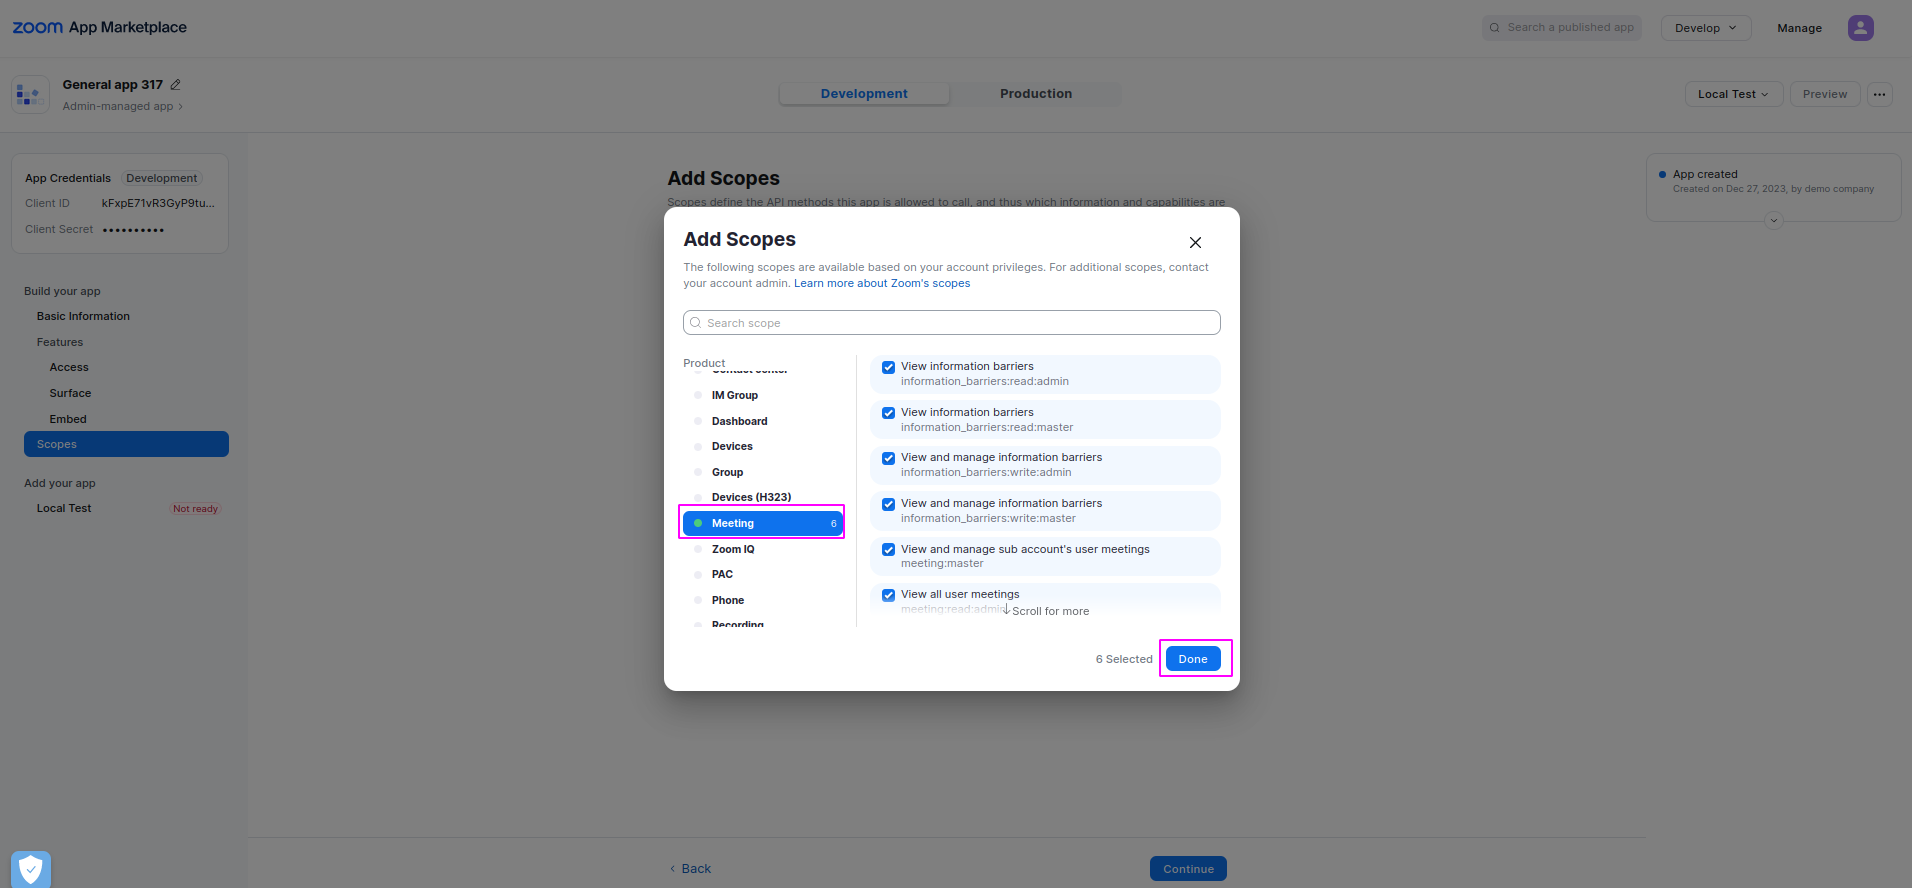 zoom App Marketplace
Search a published app
Develop
Manage
General app 317
Admin-managed app
Development
Production
Local Test
Preview
App Credentials
Development
Client ID
kFxpE71vR3GyP9tu...
Client Secret
••••••••••
Build your app
Basic Information
Features
Access
Surface
Embed
Scopes
Add your app
Local Test
Not ready
Add Scopes
Scopes define the API methods this app is allowed to call, and thus which information and capabilities are
App created
Created on Dec 27, 2023, by demo company
Add Scopes
The following scopes are available based on your account privileges. For additional scopes, contact
your account admin. Learn more about Zoom's scopes
Search scope
Product
Contact center
IM Group
Dashboard
Devices
Group
Devices (H323)
Meeting
6
Zoom IQ
PAC
Phone
Recording
View information barriers
information_barriers:read:admin
View information barriers
information_barriers:read:master
View and manage information barriers
information_barriers:write:admin
View and manage information barriers
information_barriers:write:master
View and manage sub account's user meetings
meeting:master
View all user meetings
meeting:read:admin
Scroll for more
6 Selected
Done
Back
Continue